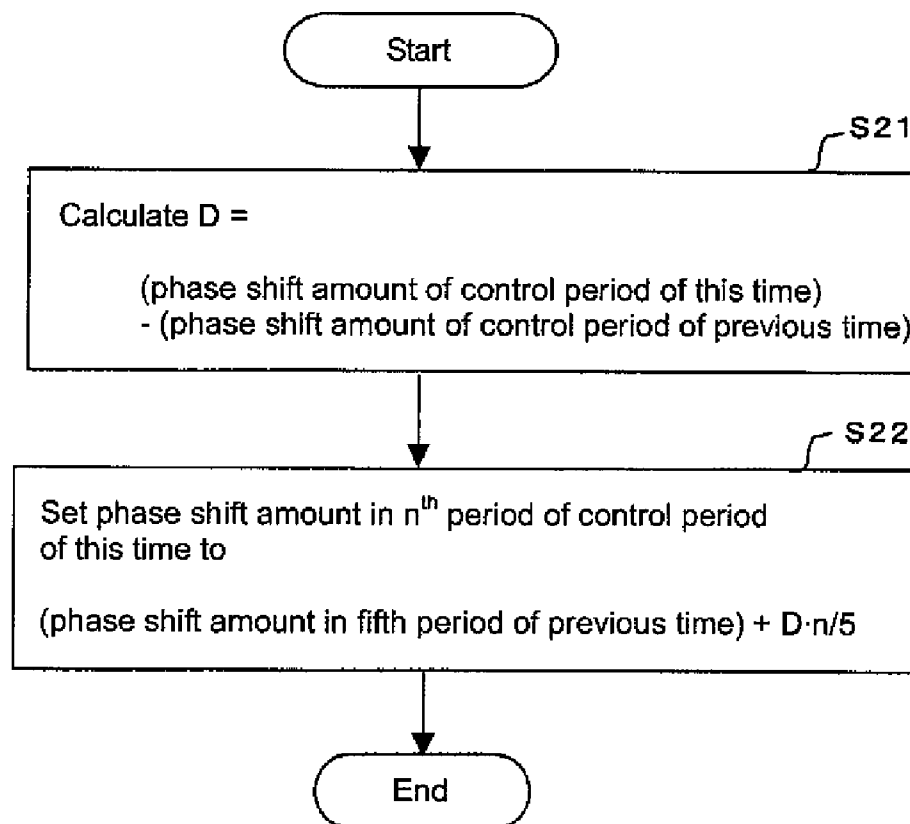 Start
S21
Calculate D =
(phase shift amount of control period of this time)
- (phase shift amount of control period of previous time)
S22
Set phase shift amount in nth period of control period
of this time to
(phase shift amount in fifth period of previous time) + D·n/5
End